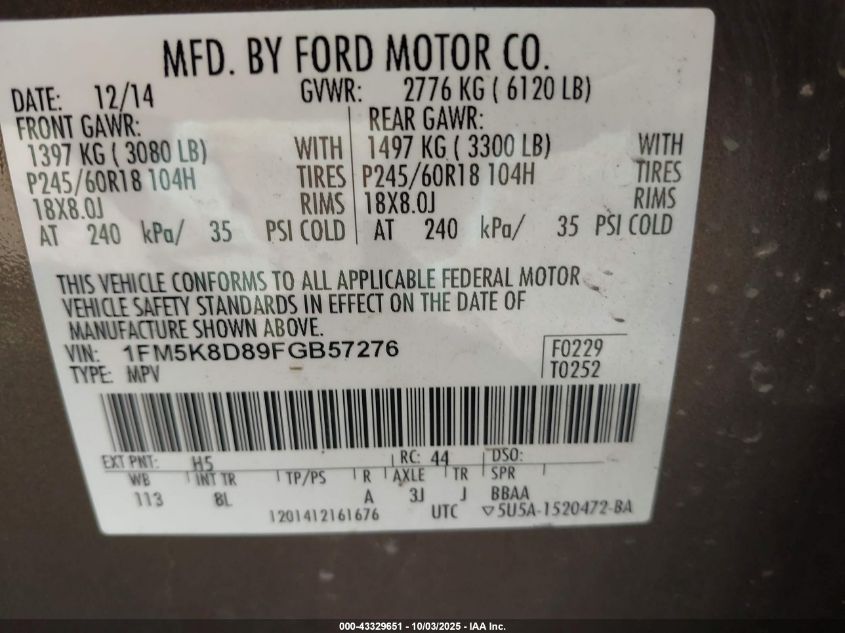 MFD. BY FORD MOTOR CO.
DATE: 12/14 GVWR: 2776 KG ( 6120 LB)
FRONT GAWR: REAR GAWR:
1397 KG ( 3080 LB) WITH 1497 KG ( 3300 LB) WITH
P245/60R18 104H TIRES P245/60R18 104H TIRES
18X8.0J RIMS 18X8.0J RIMS
AT 240 kPa/ 35 PSI COLD AT 240 kPa/ 35 PSI COLD
THIS VEHICLE CONFORMS TO ALL APPLICABLE FEDERAL MOTOR
VEHICLE SAFETY STANDARDS IN EFFECT ON THE DATE OF
MANUFACTURE SHOWN ABOVE.
VIN: 1FM5K8D89FGB57276 F0229
TYPE: MPV T0252
EXT PNT: H5 RC: 44 DSO:
WB INT TR TP/PS R AXLE TR SPR
113 8L A 3J J BBAA
1201412161676 UTC ▽5U5A-1520472-BA
000-43329651 - 10/03/2025 - IAA Inc.